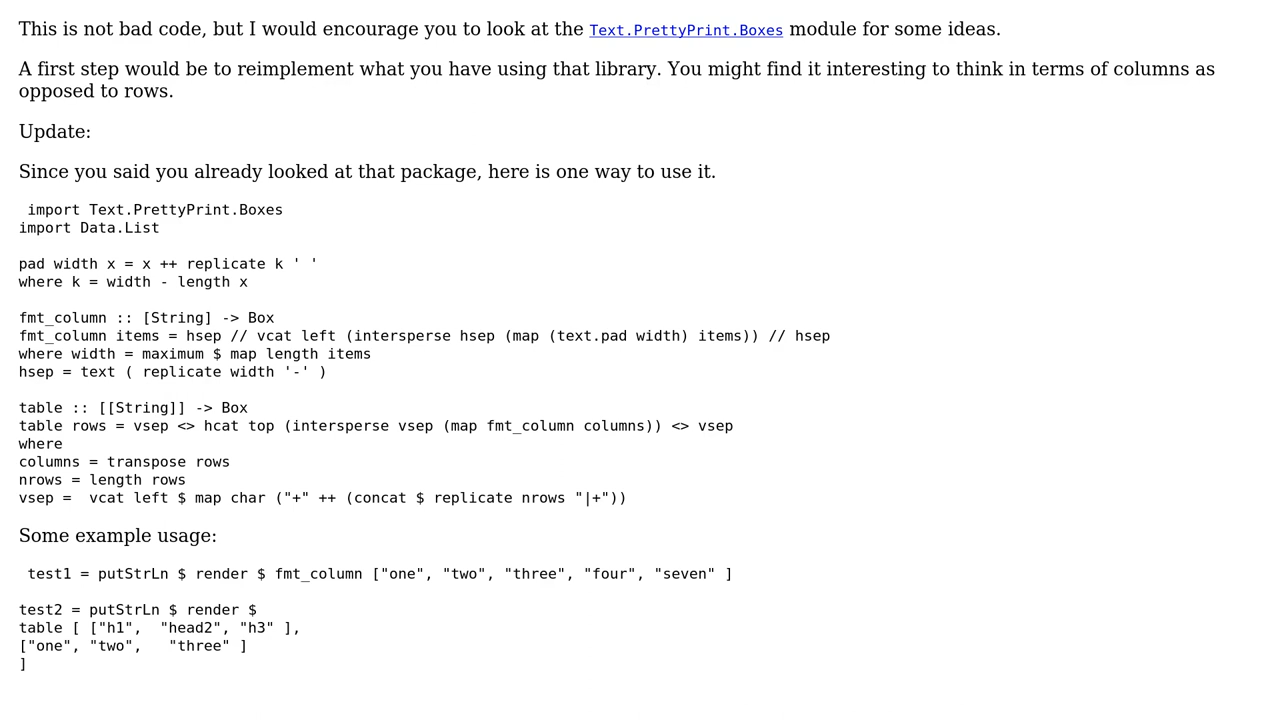 This is not bad code, but I would encourage you to look at the Text.PrettyPrint.Boxes module for some ideas.
A first step would be to reimplement what you have using that library. You might find it interesting to think in terms of columns as
opposed to rows.
Update:
Since you said you already looked at that package, here is one way to use it.
 import Text.PrettyPrint.Boxes
import Data.List

pad width x = x ++ replicate k ' '
where k = width - length x

fmt_column :: [String] -> Box
fmt_column items = hsep // vcat left (intersperse hsep (map (text.pad width) items)) // hsep
where width = maximum $ map length items
hsep = text ( replicate width '-' )

table :: [[String]] -> Box
table rows = vsep <> hcat top (intersperse vsep (map fmt_column columns)) <> vsep
where
columns = transpose rows
nrows = length rows
vsep =  vcat left $ map char ("+" ++ (concat $ replicate nrows "|+"))
Some example usage:
 test1 = putStrLn $ render $ fmt_column ["one", "two", "three", "four", "seven" ]

test2 = putStrLn $ render $
table [ ["h1",  "head2", "h3" ],
["one", "two",   "three" ]
]